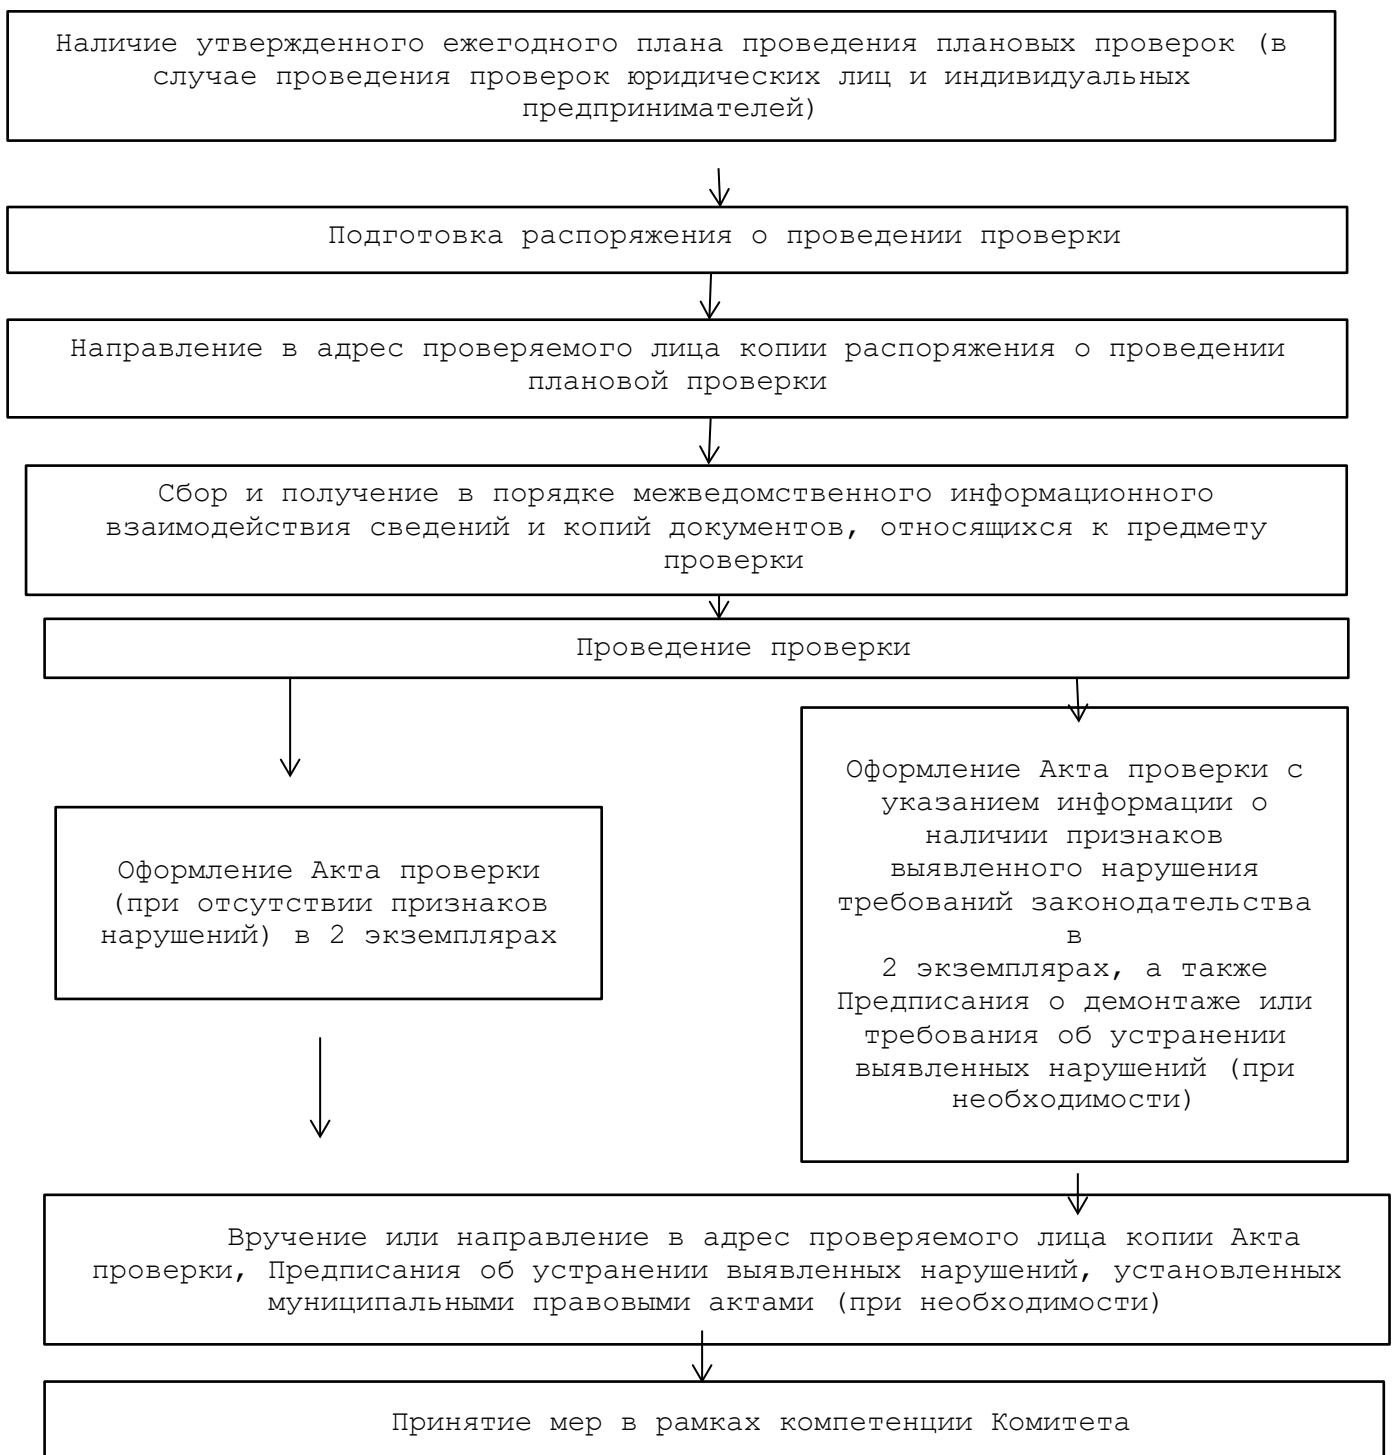 Наличие утвержденного ежегодного плана проведения плановых проверок (в
случае проведения проверок юридических лиц и индивидуальных
предпринимателей)
Подготовка распоряжения о проведении проверки
Направление в адрес проверяемого лица копии распоряжения о проведении
плановой проверки
Сбор и получение в порядке межведомственного информационного
взаимодействия сведений и копий документов, относящихся к предмету
проверки
Проведение проверки
Оформление Акта проверки
(при отсутствии признаков
нарушений) в 2 экземплярах
Оформление Акта проверки с
указанием информации о
наличии признаков
выявленного нарушения
требований законодательства
в
2 экземплярах, а также
Предписания о демонтаже или
требования об устранении
выявленных нарушений (при
необходимости)
Вручение или направление в адрес проверяемого лица копии Акта
проверки, Предписания об устранении выявленных нарушений, установленных
муниципальными правовыми актами (при необходимости)
Принятие мер в рамках компетенции Комитета